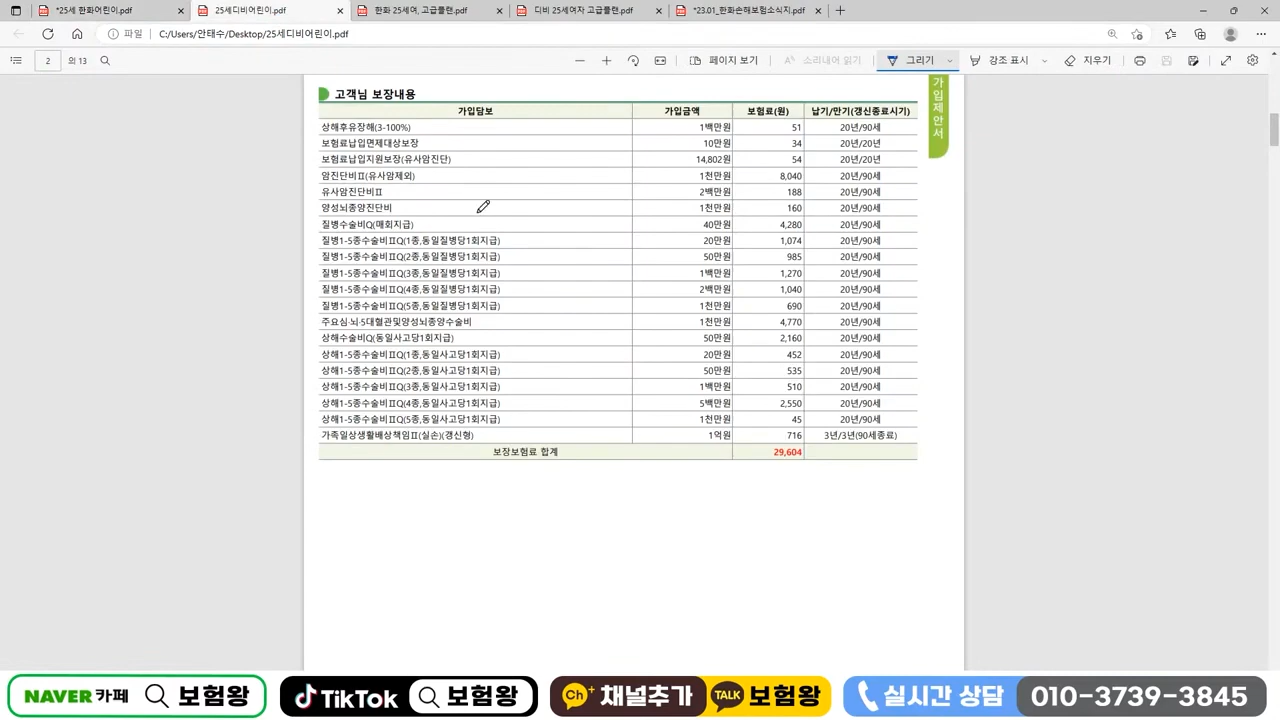 *25세 한화어린이.pdf
25세디비어린이.pdf
한화 25세여, 고급플랜.pdf
디비 25세여자 고급플랜.pdf
*23.01_한화손해보험소식지.pdf
파일 C:/Users/안태수/Desktop/25세디비어린이.pdf
2 의 13
페이지 보기
소리내어 읽기
그리기
강조 표시
지우기
가입제안서
고객님 보장내용
가입담보 가입금액 보험료(원) 납기/만기(갱신종료시기)
상해후유장해(3-100%) 1백만원 51 20년/90세
보험료납입면제대상보장 10만원 34 20년/20년
보험료납입지원보장(유사암진단) 14,802원 54 20년/20년
암진단비Ⅱ(유사암제외) 1천만원 8,040 20년/90세
유사암진단비Ⅱ 2백만원 188 20년/90세
양성뇌종양진단비 1천만원 160 20년/90세
질병수술비Q(매회지급) 40만원 4,280 20년/90세
질병1-5종수술비ⅡQ(1종,동일질병당1회지급) 20만원 1,074 20년/90세
질병1-5종수술비ⅡQ(2종,동일질병당1회지급) 50만원 985 20년/90세
질병1-5종수술비ⅡQ(3종,동일질병당1회지급) 1백만원 1,270 20년/90세
질병1-5종수술비ⅡQ(4종,동일질병당1회지급) 2백만원 1,040 20년/90세
질병1-5종수술비ⅡQ(5종,동일질병당1회지급) 1천만원 690 20년/90세
주요심·뇌·5대혈관및양성뇌종양수술비 1천만원 4,770 20년/90세
상해수술비Q(동일사고당1회지급) 50만원 2,160 20년/90세
상해1-5종수술비ⅡQ(1종,동일사고당1회지급) 20만원 452 20년/90세
상해1-5종수술비ⅡQ(2종,동일사고당1회지급) 50만원 535 20년/90세
상해1-5종수술비ⅡQ(3종,동일사고당1회지급) 1백만원 510 20년/90세
상해1-5종수술비ⅡQ(4종,동일사고당1회지급) 5백만원 2,550 20년/90세
상해1-5종수술비ⅡQ(5종,동일사고당1회지급) 1천만원 45 20년/90세
가족일상생활배상책임Ⅱ(실손)(갱신형) 1억원 716 3년/3년(90세종료)
보장보험료 합계 29,604
NAVER 카페 보험왕
TikTok 보험왕
Ch+ 채널추가 TALK 보험왕
실시간 상담 010-3739-3845